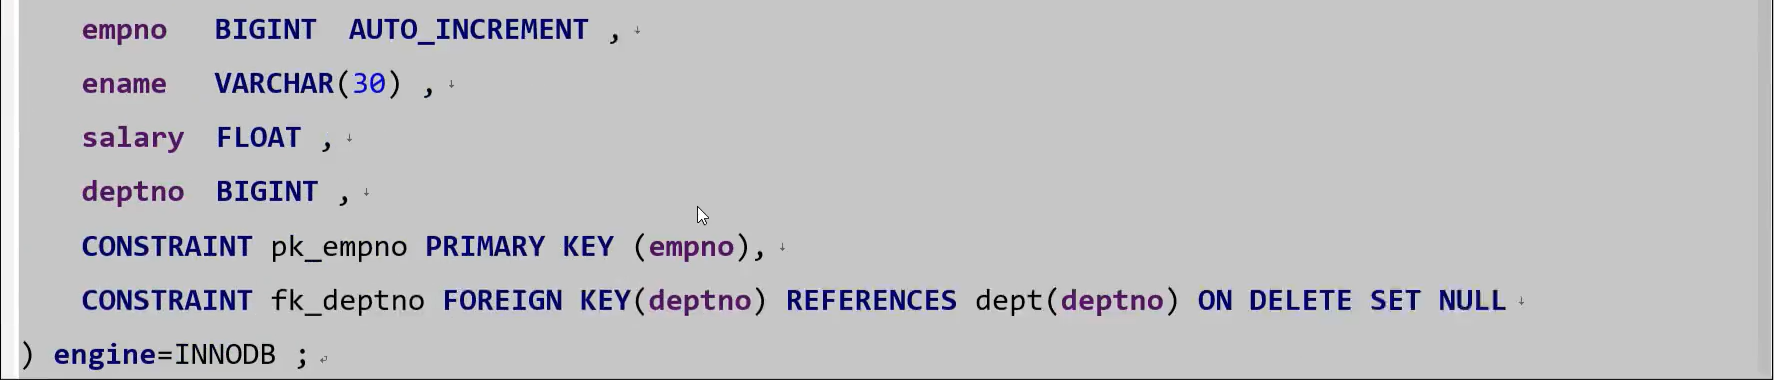 empno BIGINT AUTO_INCREMENT ,
ename VARCHAR(30) ,
salary FLOAT ,
deptno BIGINT ,
CONSTRAINT pk_empno PRIMARY KEY (empno),
CONSTRAINT fk_deptno FOREIGN KEY(deptno) REFERENCES dept(deptno) ON DELETE SET NULL
) engine=INNODB ;